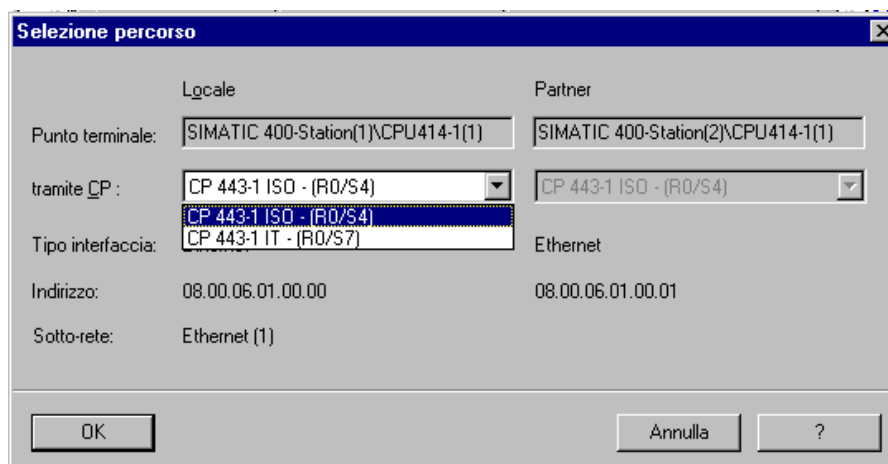 Selezione percorso
Locale Partner
Punto terminale: SIMATIC 400-Station(1)\CPU414-1(1) SIMATIC 400-Station(2)\CPU414-1(1)
tramite CP : CP 443-1 ISO - (R0/S4) CP 443-1 ISO - (R0/S4)
CP 443-1 ISO - (R0/S4)
CP 443-1 IT - (R0/S7)
Tipo interfaccia: Ethernet
Indirizzo: 08.00.06.01.00.00 08.00.06.01.00.01
Sotto-rete: Ethernet (1)
OK Annulla ?